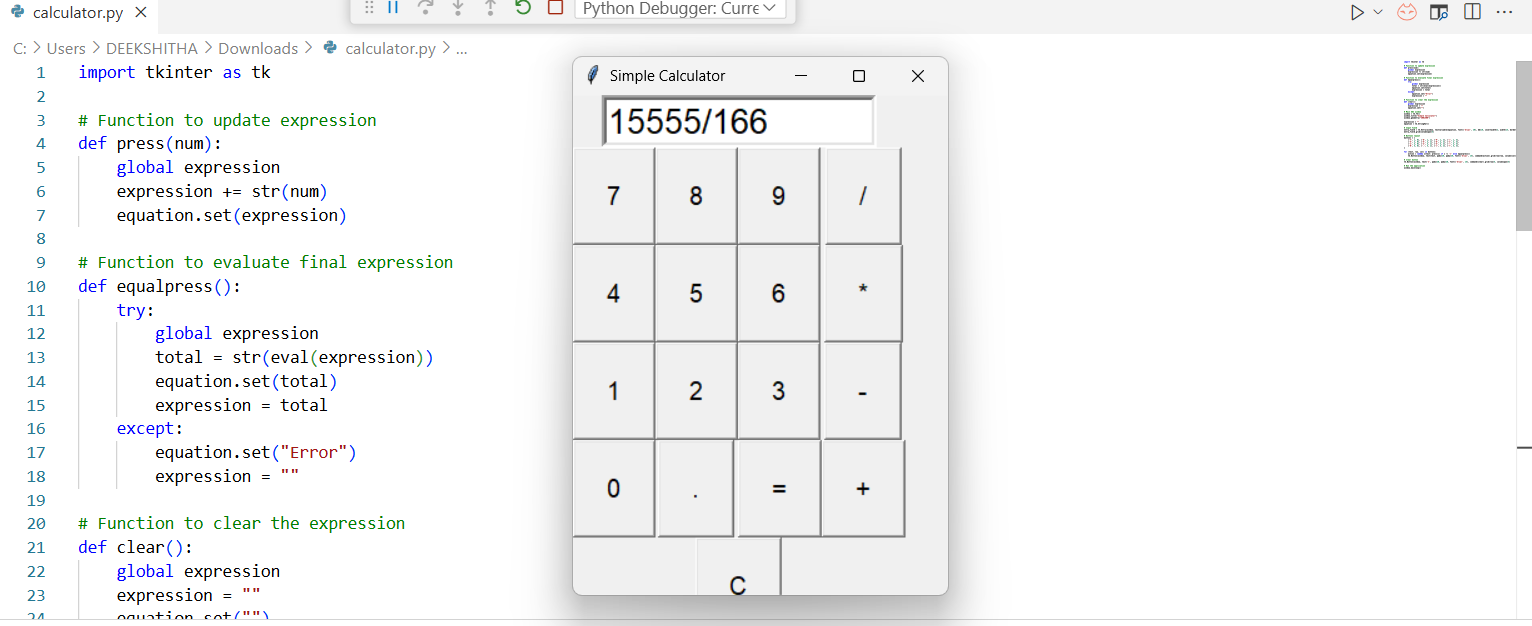 calculator.py
Python Debugger: Curre
C: > Users > DEEKSHITHA > Downloads > calculator.py > ...
1 import tkinter as tk
2
3 # Function to update expression
4 def press(num):
5 global expression
6 expression += str(num)
7 equation.set(expression)
8
9 # Function to evaluate final expression
10 def equalpress():
11 try:
12 global expression
13 total = str(eval(expression))
14 equation.set(total)
15 expression = total
16 except:
17 equation.set("Error")
18 expression = ""
19
20 # Function to clear the expression
21 def clear():
22 global expression
23 expression = ""
24 equation.set("")
Simple Calculator
15555/166
7 8 9 /
4 5 6 *
1 2 3 -
0 . = +
C